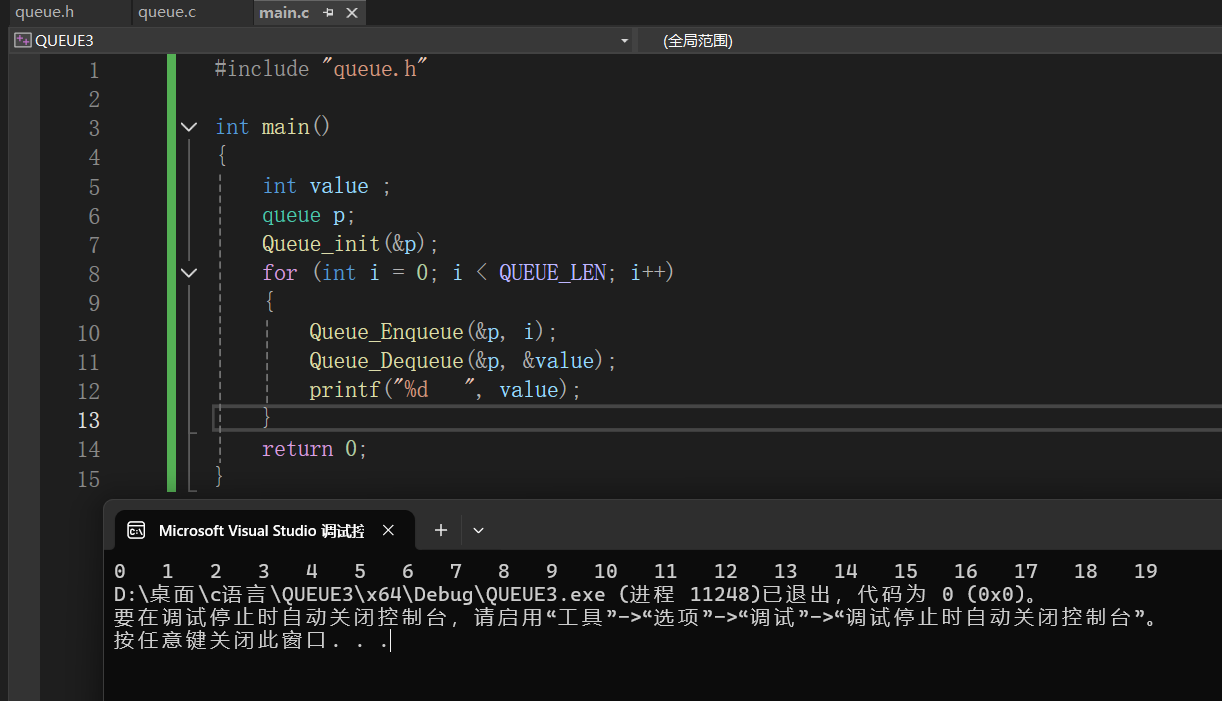 queue.h queue.c main.c
QUEUE3 (全局范围)
1 #include "queue.h"
2
3 int main()
4 {
5 int value ;
6 queue p;
7 Queue_init(&p);
8 for (int i = 0; i < QUEUE_LEN; i++)
9 {
10 Queue_Enqueue(&p, i);
11 Queue_Dequeue(&p, &value);
12 printf("%d   ", value);
13 }
14 return 0;
15 }
Microsoft Visual Studio 调试控
0 1 2 3 4 5 6 7 8 9 10 11 12 13 14 15 16 17 18 19
D:\桌面\c语言\QUEUE3\x64\Debug\QUEUE3.exe (进程 11248)已退出，代码为 0 (0x0)。
要在调试停止时自动关闭控制台，请启用“工具”->“选项”->“调试”->“调试停止时自动关闭控制台”。
按任意键关闭此窗口. . .